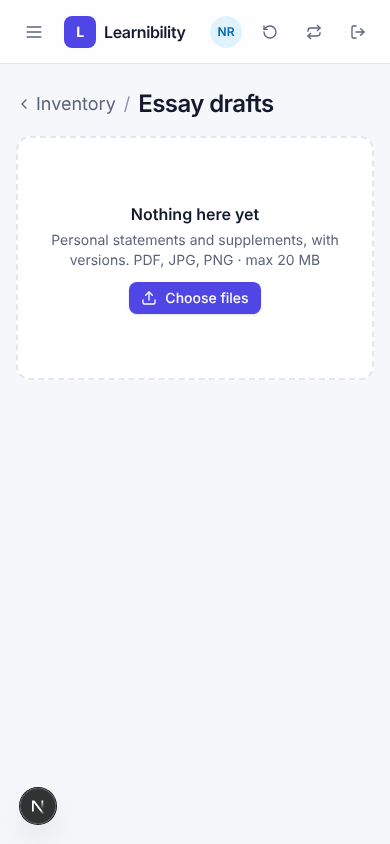 L Learnibility NR
Inventory / Essay drafts
Nothing here yet
Personal statements and supplements, with
versions. PDF, JPG, PNG · max 20 MB
Choose files
N